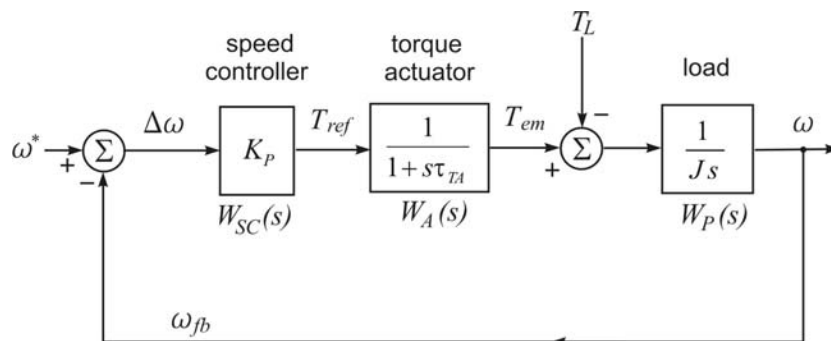 speed
controller
torque
actuator
T_L
load
ω* + Σ −
Δω
K_P
T_ref
1
1+sτ_TA
T_em
+ Σ −
1
Js
ω
W_SC(s)
W_A(s)
W_P(s)
ω_fb